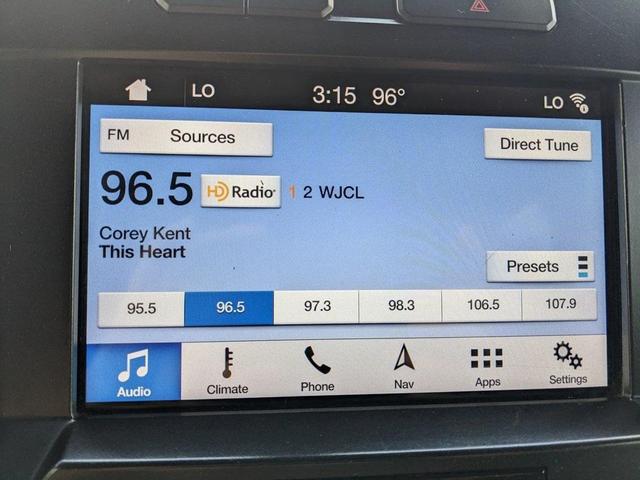 LO 3:15 96° LO
FM Sources
Direct Tune
96.5 HD Radio 1 2 WJCL
Corey Kent
This Heart
Presets
95.5 96.5 97.3 98.3 106.5 107.9
Audio Climate Phone Nav Apps Settings